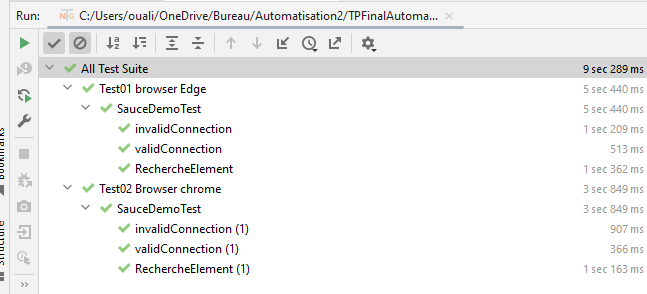 Run: C:/Users/ouali/OneDrive/Bureau/Automatisation2/TPFinalAutoma...
All Test Suite 9 sec 289 ms
Test01 browser Edge 5 sec 440 ms
SauceDemoTest 5 sec 440 ms
invalidConnection 1 sec 209 ms
validConnection 513 ms
RechercheElement 1 sec 362 ms
Test02 Browser chrome 3 sec 849 ms
SauceDemoTest 3 sec 849 ms
invalidConnection (1) 907 ms
validConnection (1) 366 ms
RechercheElement (1) 1 sec 163 ms
Bookmarks
Structure